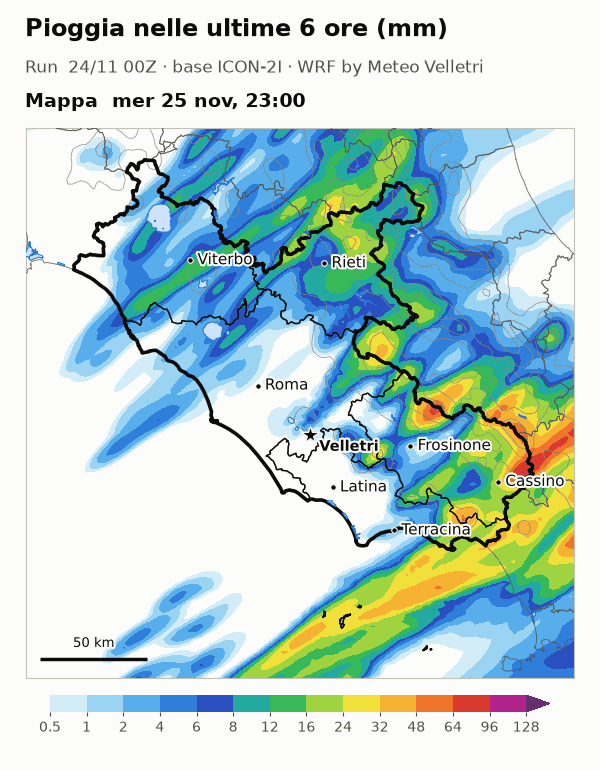 Pioggia nelle ultime 6 ore (mm)
Run 24/11 00Z · base ICON-2I · WRF by Meteo Velletri
Mappa mer 25 nov, 23:00
Viterbo
Rieti
Roma
Velletri
Frosinone
Cassino
Latina
Terracina
50 km
0.5 1 2 4 6 8 12 16 24 32 48 64 96 128